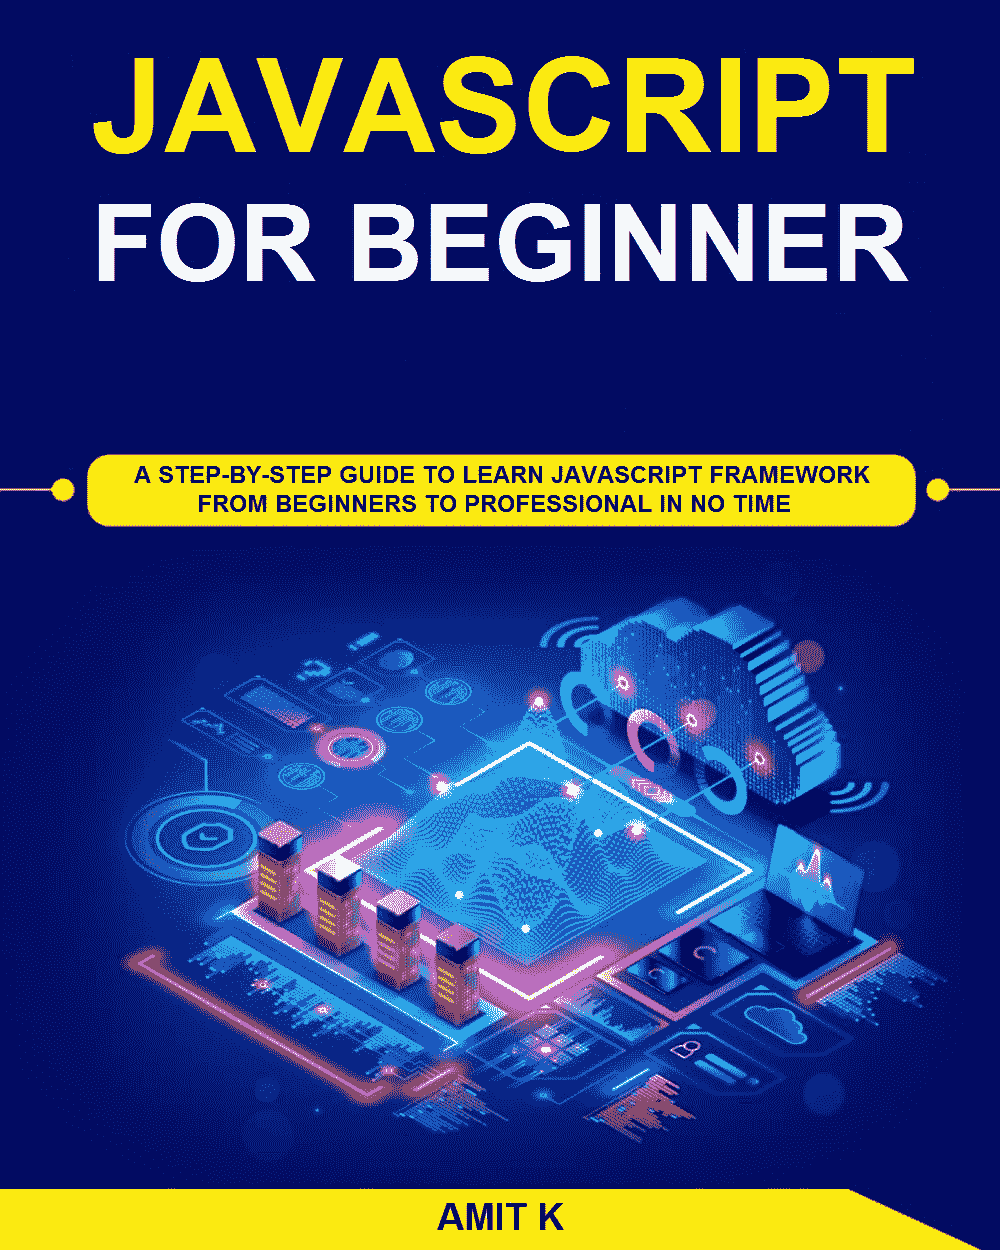 JAVASCRIPT
FOR BEGINNER
A STEP-BY-STEP GUIDE TO LEARN JAVASCRIPT FRAMEWORK
FROM BEGINNERS TO PROFESSIONAL IN NO TIME
AMIT K